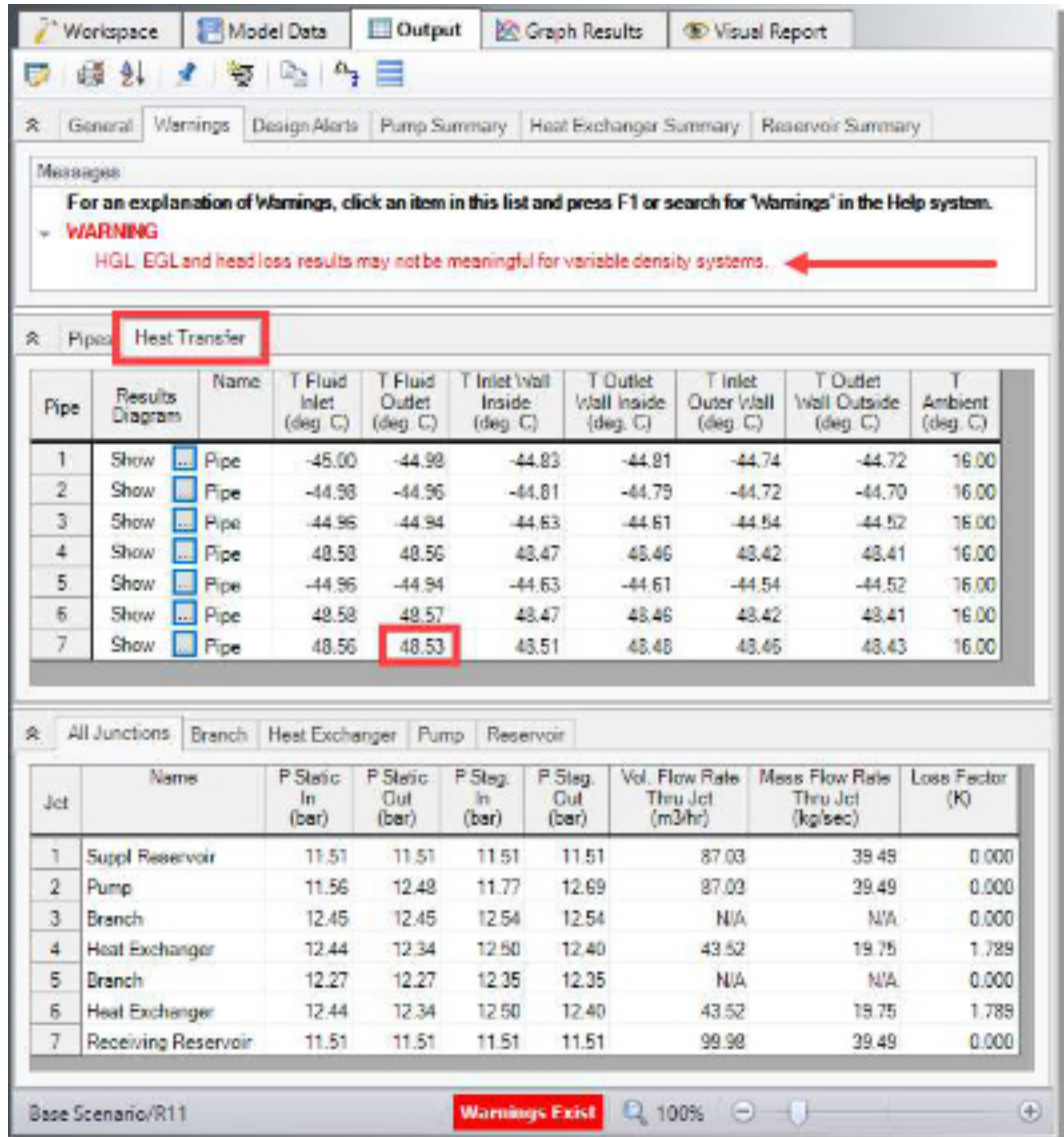 Workspace Model Data Output Graph Results Visual Report
General Warnings Design Alerts Pump Summary Heat Exchanger Summary Reservoir Summary
Messages
For an explanation of Warnings, click an item in this list and press F1 or search for 'Warnings' in the Help system.
WARNING
HGL, EGL and head loss results may not be meaningful for variable density systems.
Pipes Heat Transfer
Pipe Results Diagram Name T Fluid Inlet (deg. C) T Fluid Outlet (deg. C) T Inlet Wall Inside (deg. C) T Outlet Wall Inside (deg. C) T Inlet Outer Wall (deg. C) T Outlet Wall Outside (deg. C) T Ambient (deg. C)
1 Show ... Pipe -45.00 -44.98 -44.83 -44.81 -44.74 -44.72 16.00
2 Show ... Pipe -44.98 -44.96 -44.81 -44.79 -44.72 -44.70 16.00
3 Show ... Pipe -44.96 -44.94 -44.63 -44.61 -44.54 -44.52 16.00
4 Show ... Pipe 48.58 48.56 48.47 48.46 48.42 48.41 16.00
5 Show ... Pipe -44.96 -44.94 -44.63 -44.61 -44.54 -44.52 16.00
6 Show ... Pipe 48.58 48.57 48.47 48.46 48.42 48.41 16.00
7 Show ... Pipe 48.56 48.53 48.51 48.48 48.46 48.43 16.00
All Junctions Branch Heat Exchanger Pump Reservoir
Jct Name P Static In (bar) P Static Out (bar) P Stag. In (bar) P Stag. Out (bar) Vol. Flow Rate Thru Jct (m3/hr) Mass Flow Rate Thru Jct (kg/sec) Loss Factor (K)
1 Suppl Reservoir 11.51 11.51 11.51 11.51 87.03 39.49 0.000
2 Pump 11.56 12.48 11.77 12.69 87.03 39.49 0.000
3 Branch 12.45 12.45 12.54 12.54 N/A N/A 0.000
4 Heat Exchanger 12.44 12.34 12.50 12.40 43.52 19.75 1.789
5 Branch 12.27 12.27 12.35 12.35 N/A N/A 0.000
6 Heat Exchanger 12.44 12.34 12.50 12.40 43.52 19.75 1.789
7 Receiving Reservoir 11.51 11.51 11.51 11.51 99.98 39.49 0.000
Base Scenario/R11 Warnings Exist 100%